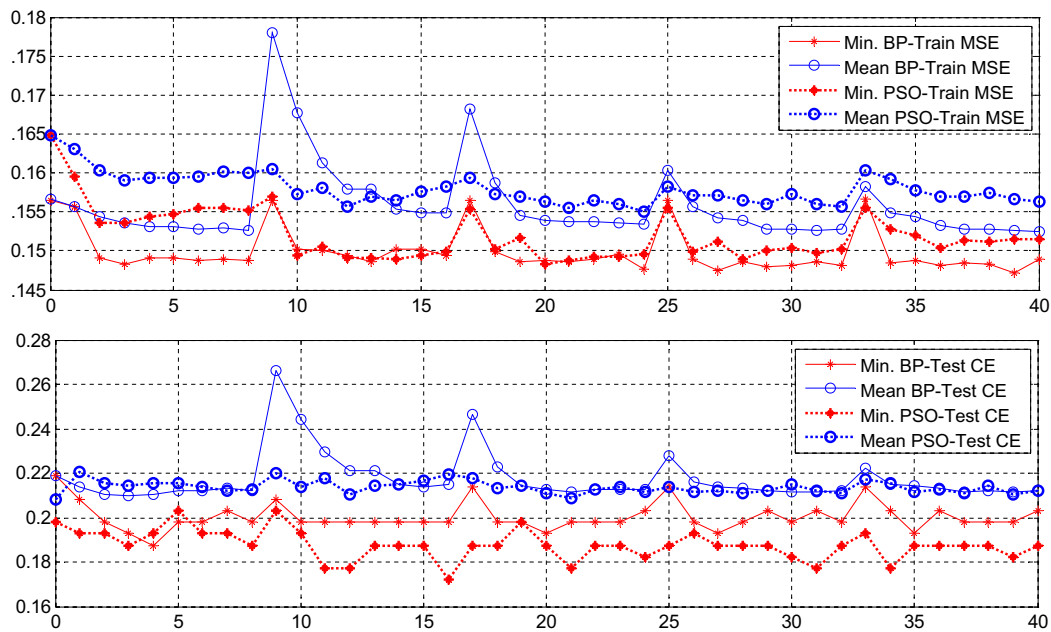 0.18
.175
0.17
.165
0.16
.155
0.15
.145
0 5 10 15 20 25 30 35 40
Min. BP-Train MSE
Mean BP-Train MSE
Min. PSO-Train MSE
Mean PSO-Train MSE
0.28
0.26
0.24
0.22
0.2
0.18
0.16
0 5 10 15 20 25 30 35 40
Min. BP-Test CE
Mean BP-Test CE
Min. PSO-Test CE
Mean PSO-Test CE